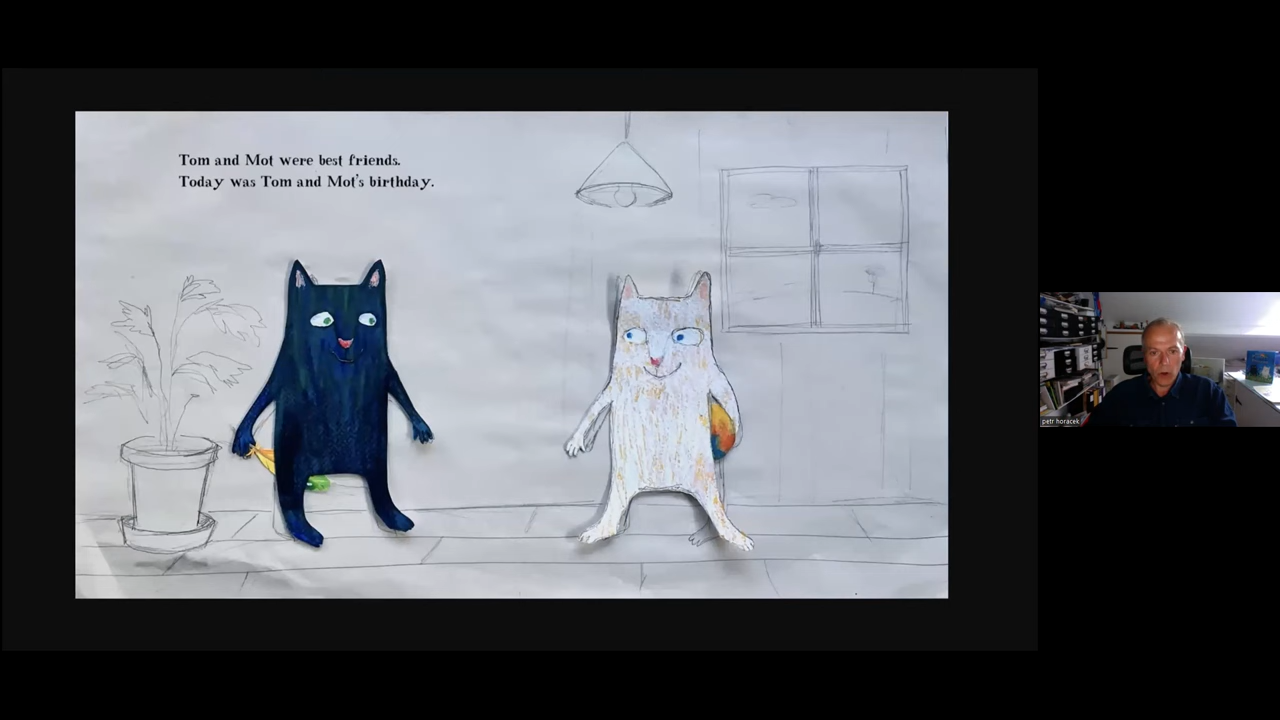 Tom and Mot were best friends.
Today was Tom and Mot's birthday.
petr horacek